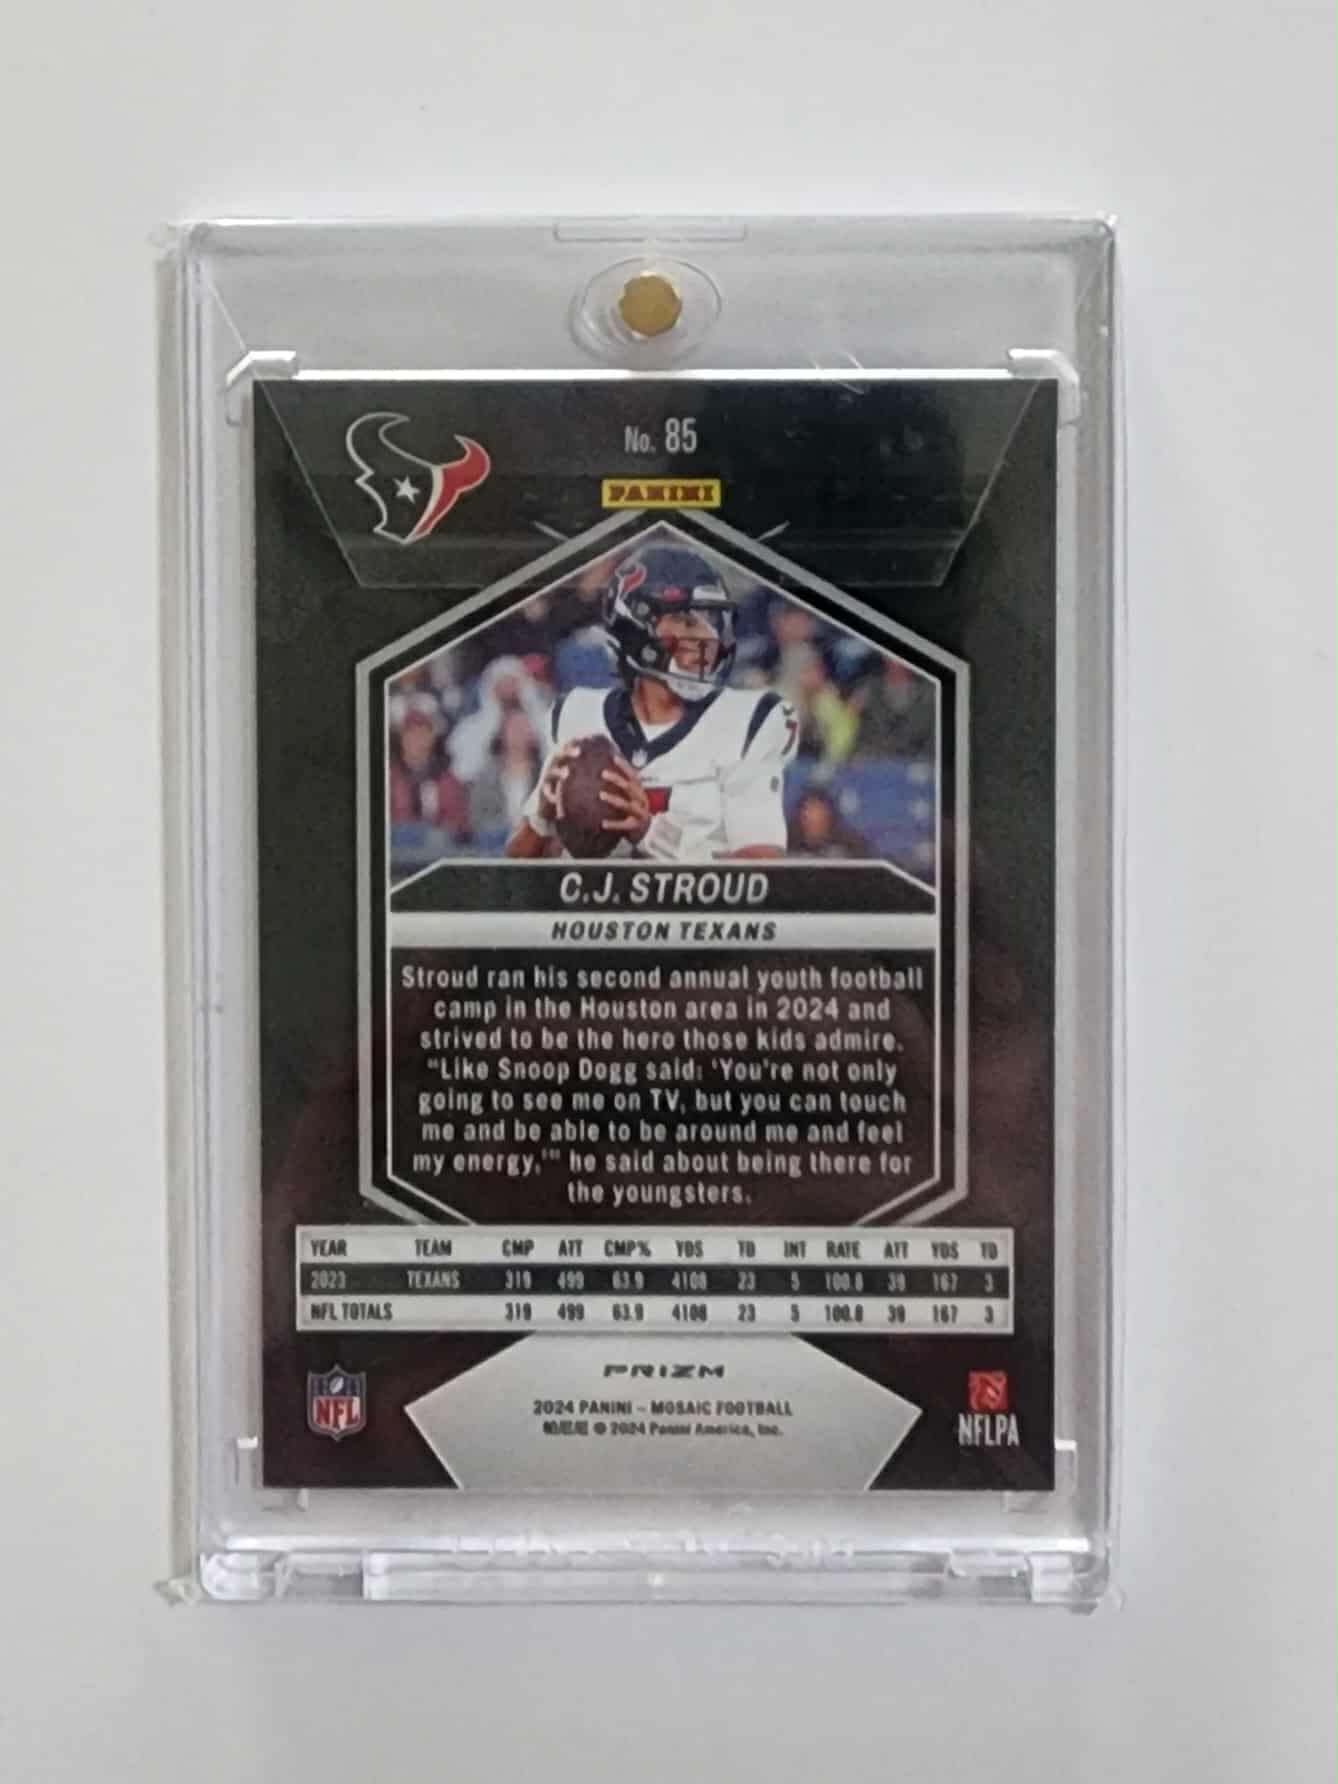 No. 85
PANINI
C.J. STROUD
HOUSTON TEXANS
Stroud ran his second annual youth football
camp in the Houston area in 2024 and
strived to be the hero those kids admire.
"Like Snoop Dogg said: 'You're not only
going to see me on TV, but you can touch
me and be able to be around me and feel
my energy,'" he said about being there for
the youngsters.
YEAR TEAM CMP ATT CMP% YDS TD INT RATE ATT YDS TD
2023 TEXANS 319 499 63.9 4108 23 5 100.8 39 167 3
NFL TOTALS 319 499 63.9 4108 23 5 100.8 39 167 3
PRIZM
2024 PANINI – MOSAIC FOOTBALL
© 2024 Panini America, Inc.
NFL
NFLPA